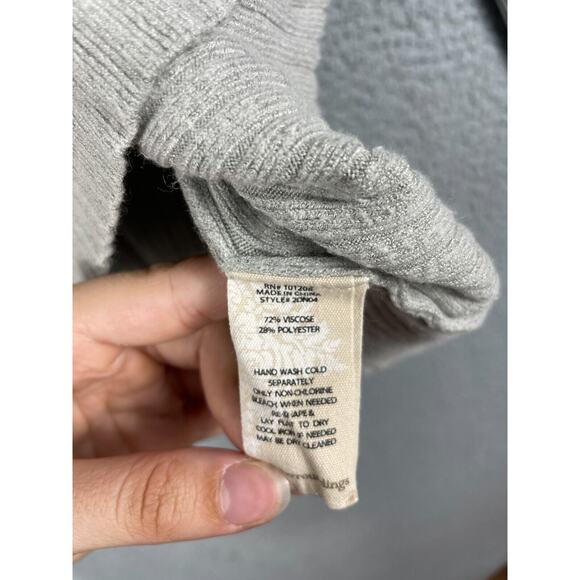 RN# 101208
MADE IN CHINA
STYLE# 2DN04
72% VISCOSE
28% POLYESTER
HAND WASH COLD
SEPARATELY
ONLY NON-CHLORINE
BLEACH WHEN NEEDED
RESHAPE &
LAY FLAT TO DRY
COOL IRON IF NEEDED
MAY BE DRY CLEANED